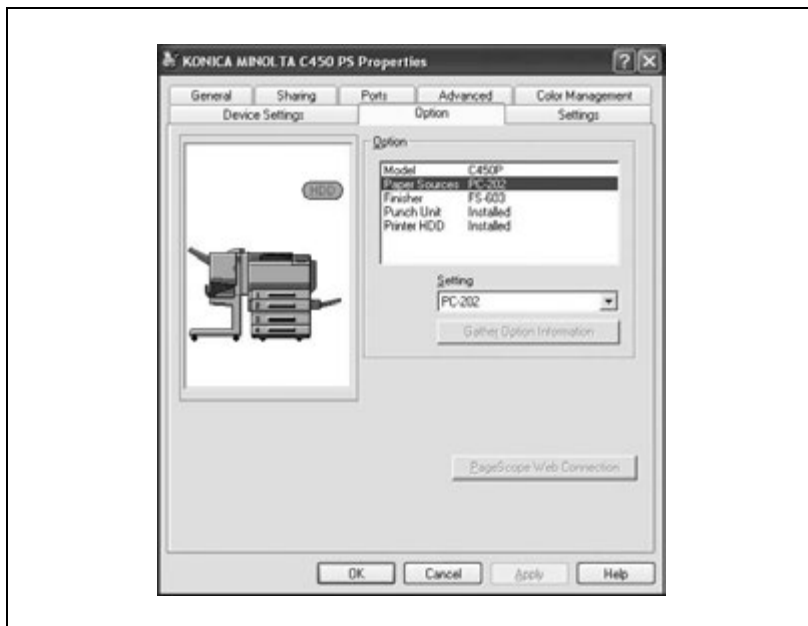 KONICA MINOLTA C450 PS Properties
General Sharing Ports Advanced Color Management
Device Settings Option Settings
HDD
Option
Model C450P
Paper Sources PC-202
Finisher FS-603
Punch Unit Installed
Printer HDD Installed
Setting
PC-202
Gather Option Information
PageScope Web Connection
OK Cancel Apply Help